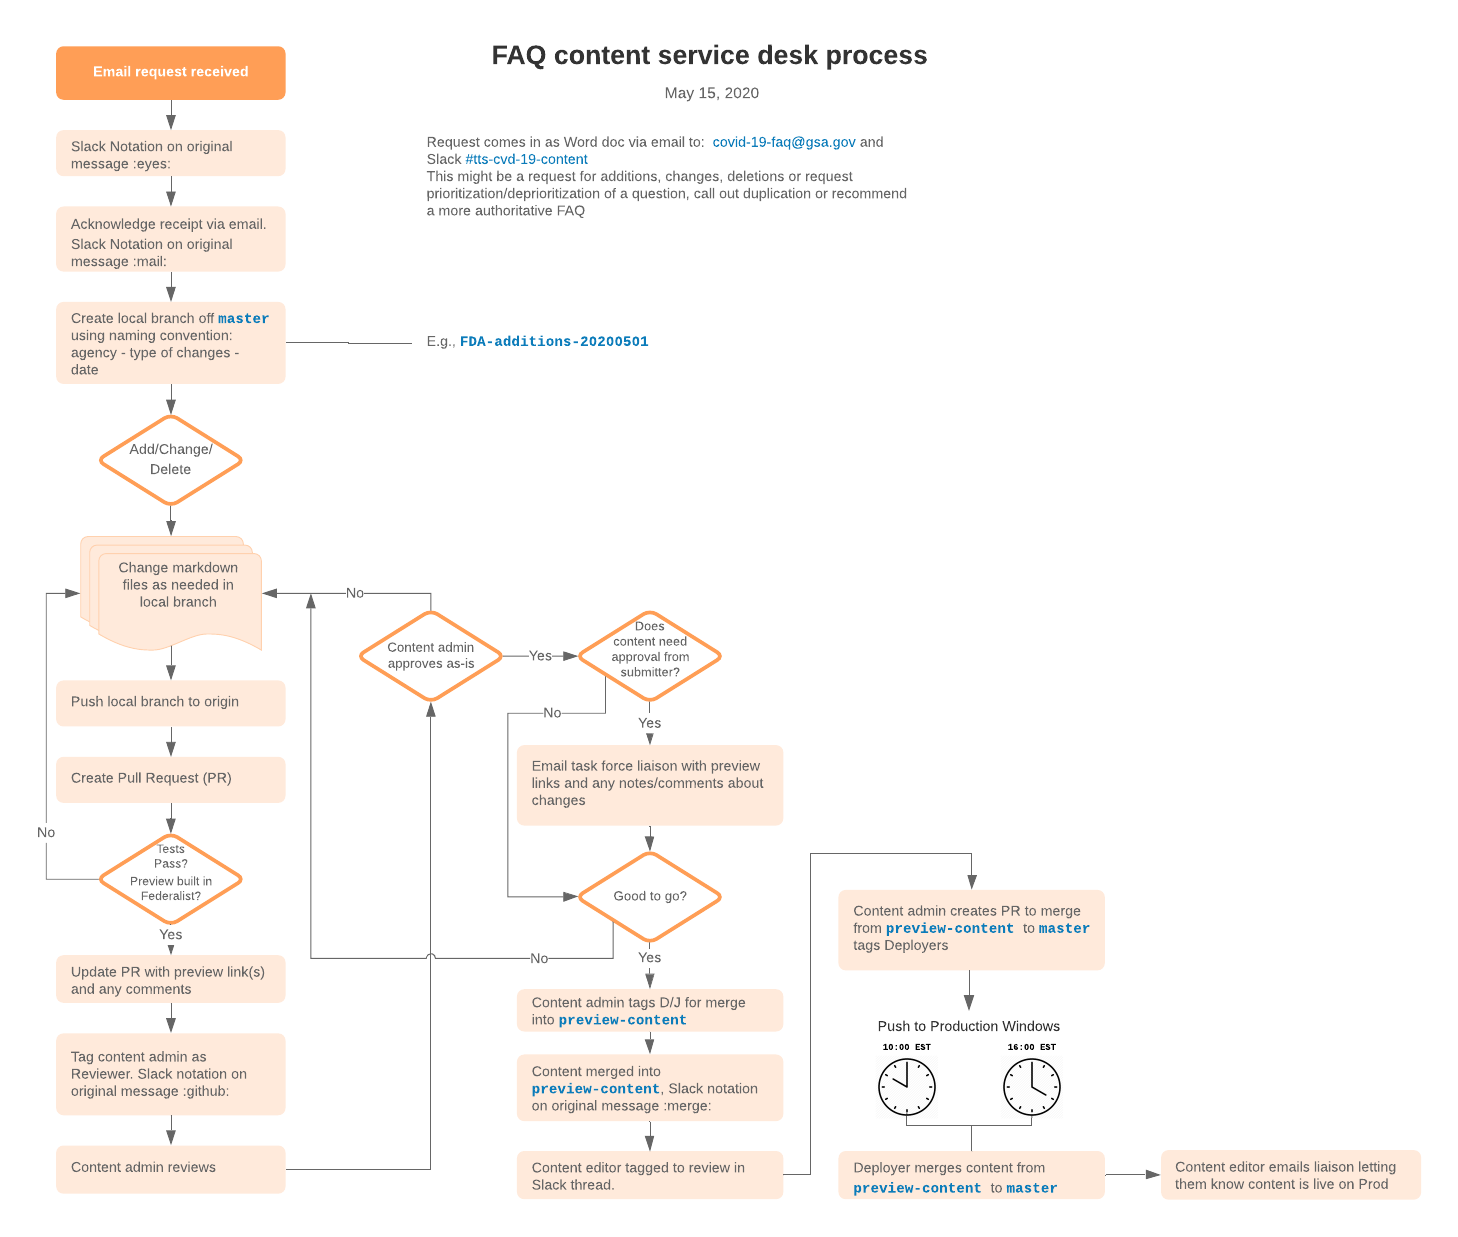 FAQ content service desk process
May 15, 2020
Request comes in as Word doc via email to: covid-19-faq@gsa.gov and
Slack #tts-cvd-19-content
This might be a request for additions, changes, deletions or request
prioritization/deprioritization of a question, call out duplication or recommend
a more authoritative FAQ
Email request received
Slack Notation on original
message :eyes:
Acknowledge receipt via email.
Slack Notation on original
message :mail:
Create local branch off master
using naming convention:
agency - type of changes -
date
E.g., FDA-additions-20200501
Add/Change/
Delete
Change markdown
files as needed in
local branch
Push local branch to origin
Create Pull Request (PR)
Tests
Pass?
Preview built in
Federalist?
No
Yes
Update PR with preview link(s)
and any comments
Tag content admin as
Reviewer. Slack notation on
original message :github:
Content admin reviews
Content admin
approves as-is
No
Yes
Does
content need
approval from
submitter?
No
Yes
Email task force liaison with preview
links and any notes/comments about
changes
Good to go?
No
Yes
Content admin tags D/J for merge
into preview-content
Content merged into
preview-content, Slack notation
on original message :merge:
Content editor tagged to review in
Slack thread.
Content admin creates PR to merge
from preview-content to master
tags Deployers
Push to Production Windows
10:00 EST
16:00 EST
Deployer merges content from
preview-content to master
Content editor emails liaison letting
them know content is live on Prod